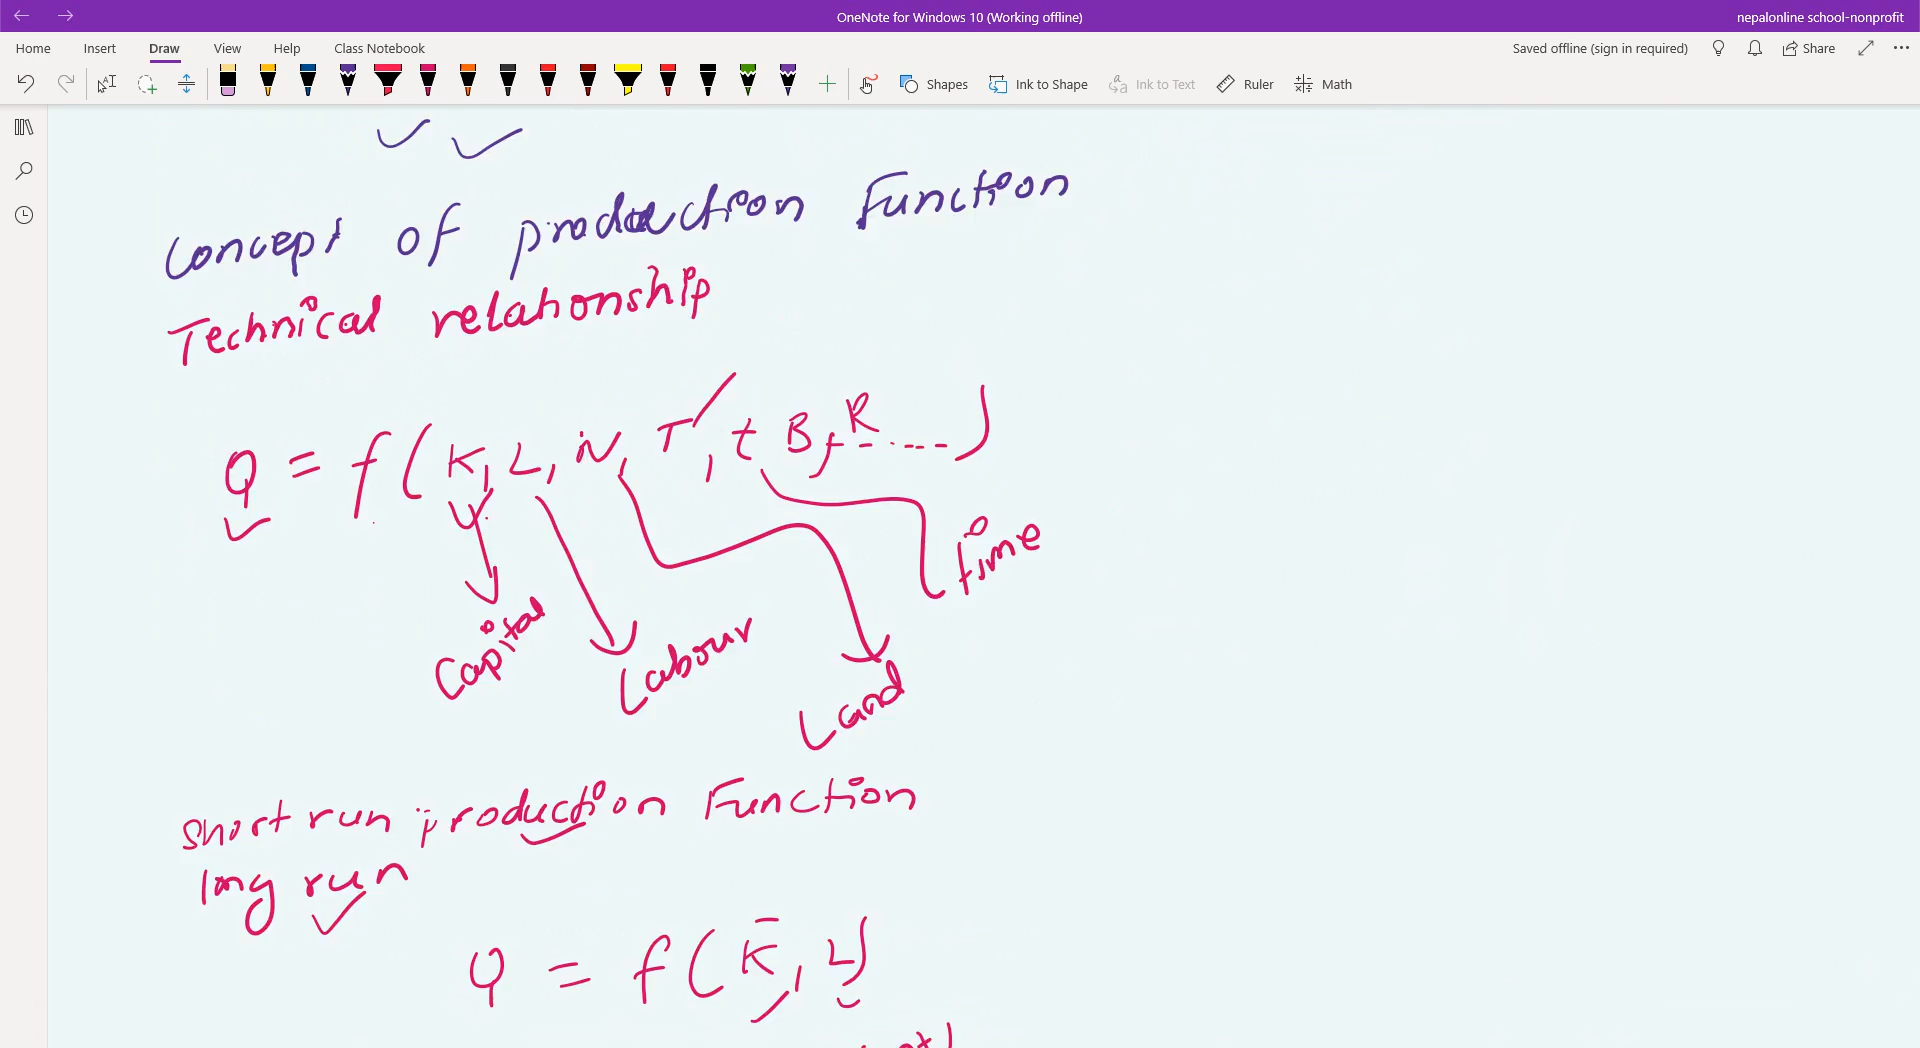 OneNote for Windows 10 (Working offline)
nepalonline school-nonprofit
Home Insert Draw View Help Class Notebook
Saved offline (sign in required) Share
Shapes Ink to Shape Ink to Text Ruler Math
Concept of production Function
Technical relationship
Q = f(K, L, N, T, t B, R ......)
time
Capital
Labour
Land
Short run production Function
long run
Q = f(K̄, L)